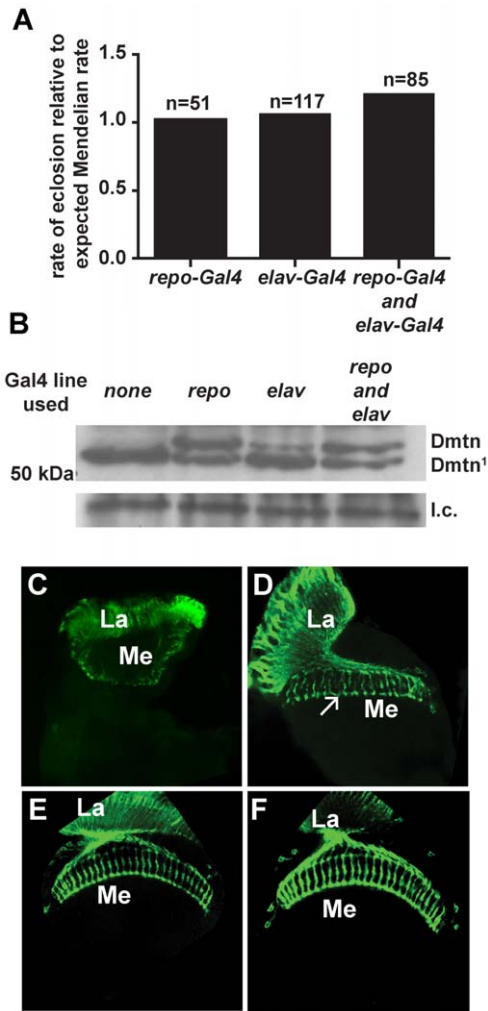 A
rate of eclosion relative to
expected Mendelian rate
1.5
1.0
0.5
0.0
n=51
n=117
n=85
repo-Gal4
elav-Gal4
repo-Gal4
and
elav-Gal4
B
Gal4 line
used
none
repo
elav
repo
and
elav
50 kDa
Dmtn
Dmtn¹
l.c.
C
La
Me
D
La
Me
E
La
Me
F
La
Me